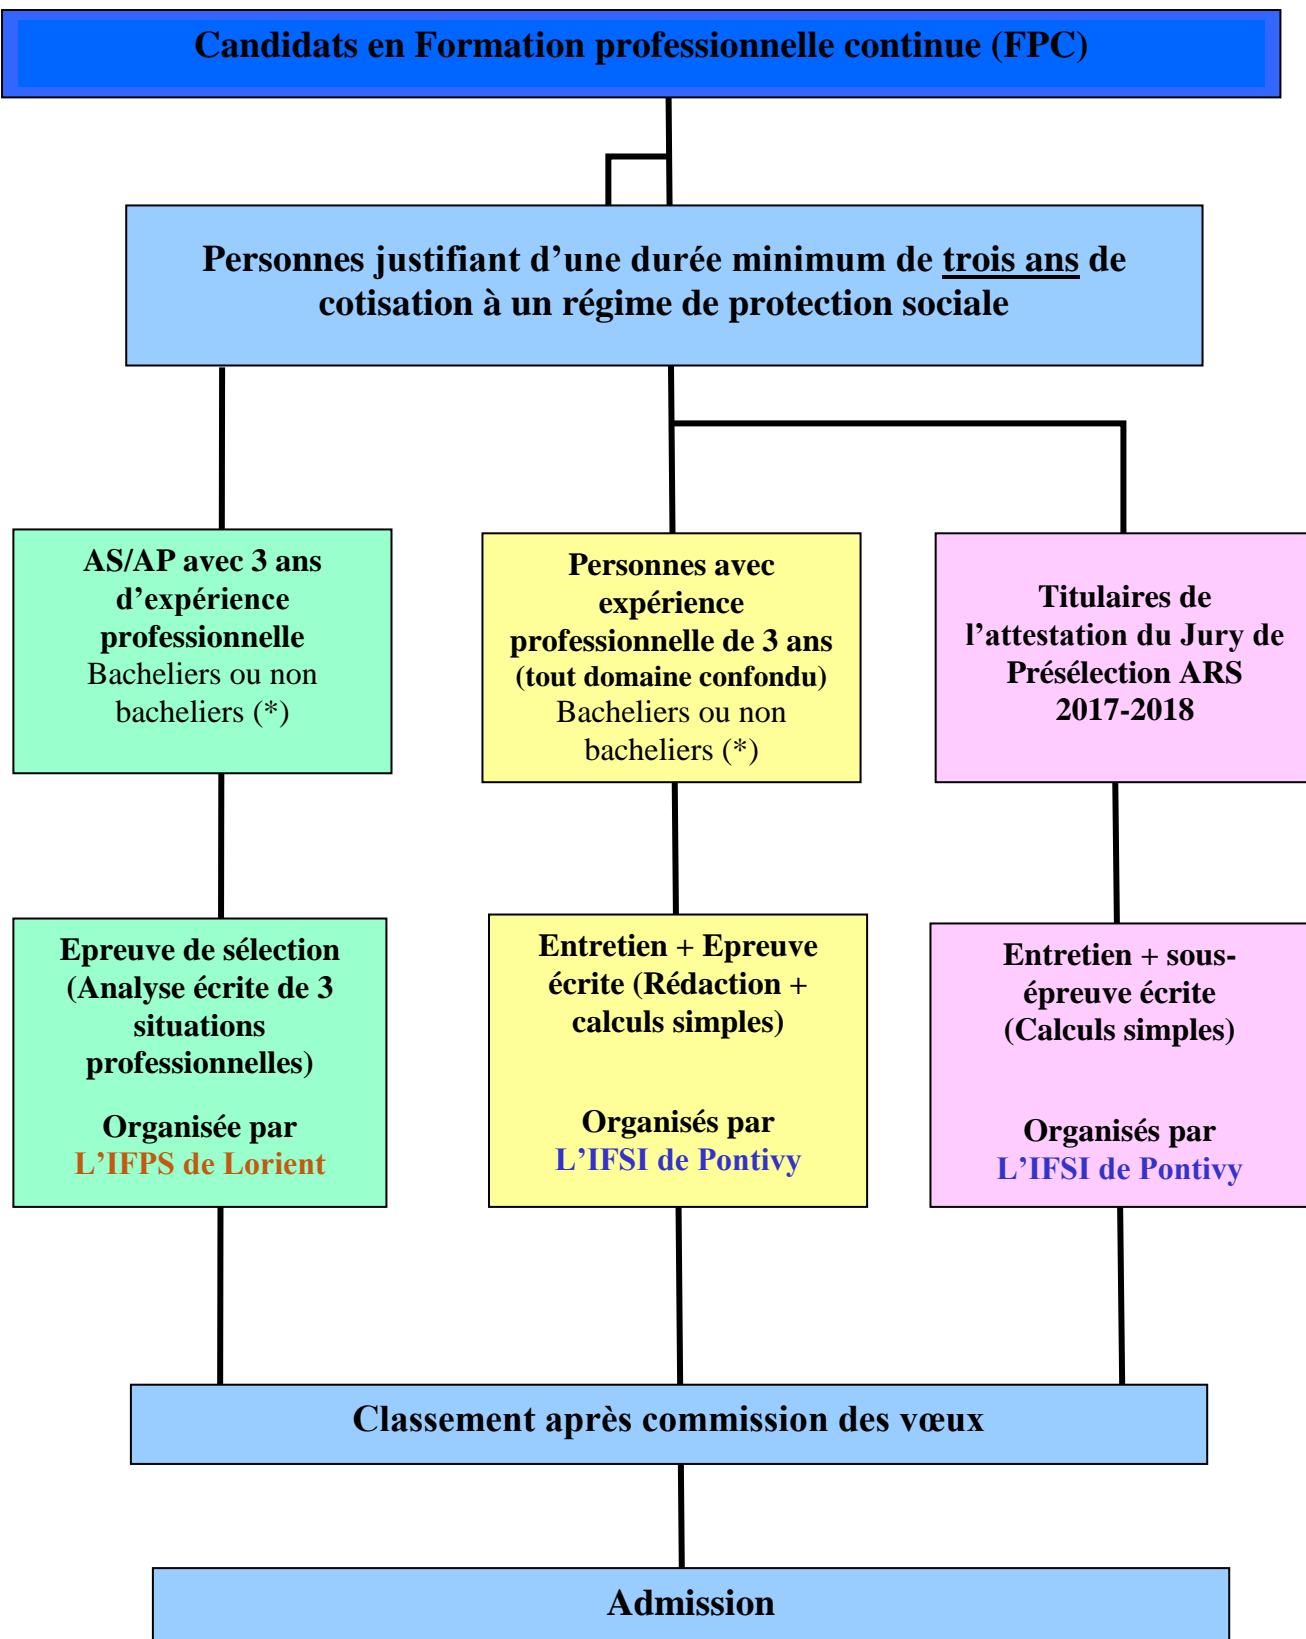 Candidats en Formation professionnelle continue (FPC)
Personnes justifiant d’une durée minimum de trois ans de
cotisation à un régime de protection sociale
AS/AP avec 3 ans
d’expérience
professionnelle
Bacheliers ou non
bacheliers (*)
Personnes avec
expérience
professionnelle de 3 ans
(tout domaine confondu)
Bacheliers ou non
bacheliers (*)
Titulaires de
l’attestation du Jury de
Présélection ARS
2017-2018
Epreuve de sélection
(Analyse écrite de 3
situations
professionnelles)
Organisée par
L’IFPS de Lorient
Entretien + Epreuve
écrite (Rédaction +
calculs simples)
Organisés par
L’IFSI de Pontivy
Entretien + sous-
épreuve écrite
(Calculs simples)
Organisés par
L’IFSI de Pontivy
Classement après commission des vœux
Admission